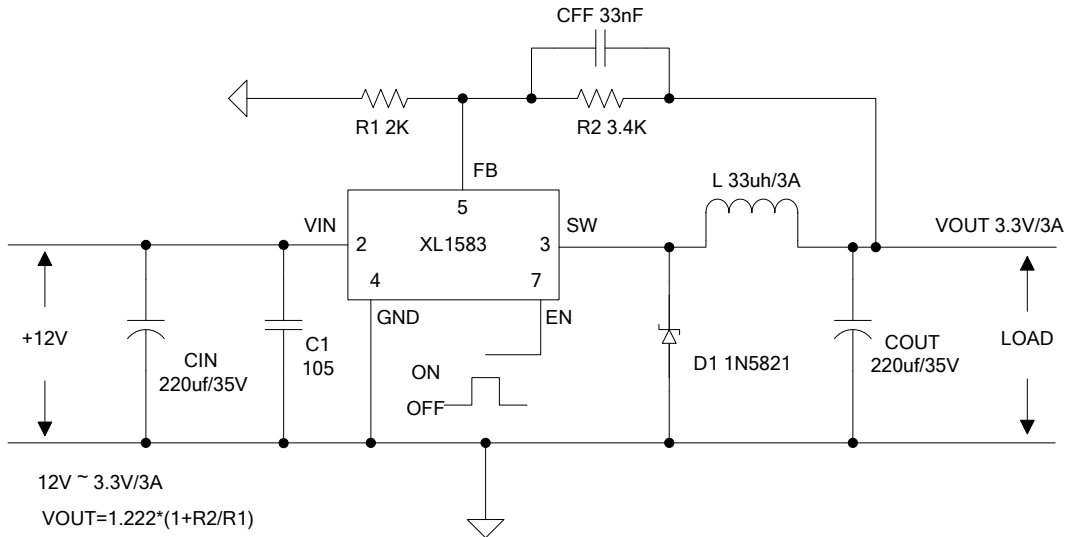 CFF 33nF
R1 2K
R2 3.4K
FB
L 33uh/3A
5
VIN
SW
VOUT 3.3V/3A
2
XL1583
3
4
7
GND
EN
+12V
CIN
220uf/35V
C1
105
ON
OFF
D1 1N5821
COUT
220uf/35V
LOAD
12V ~ 3.3V/3A
VOUT=1.222*(1+R2/R1)